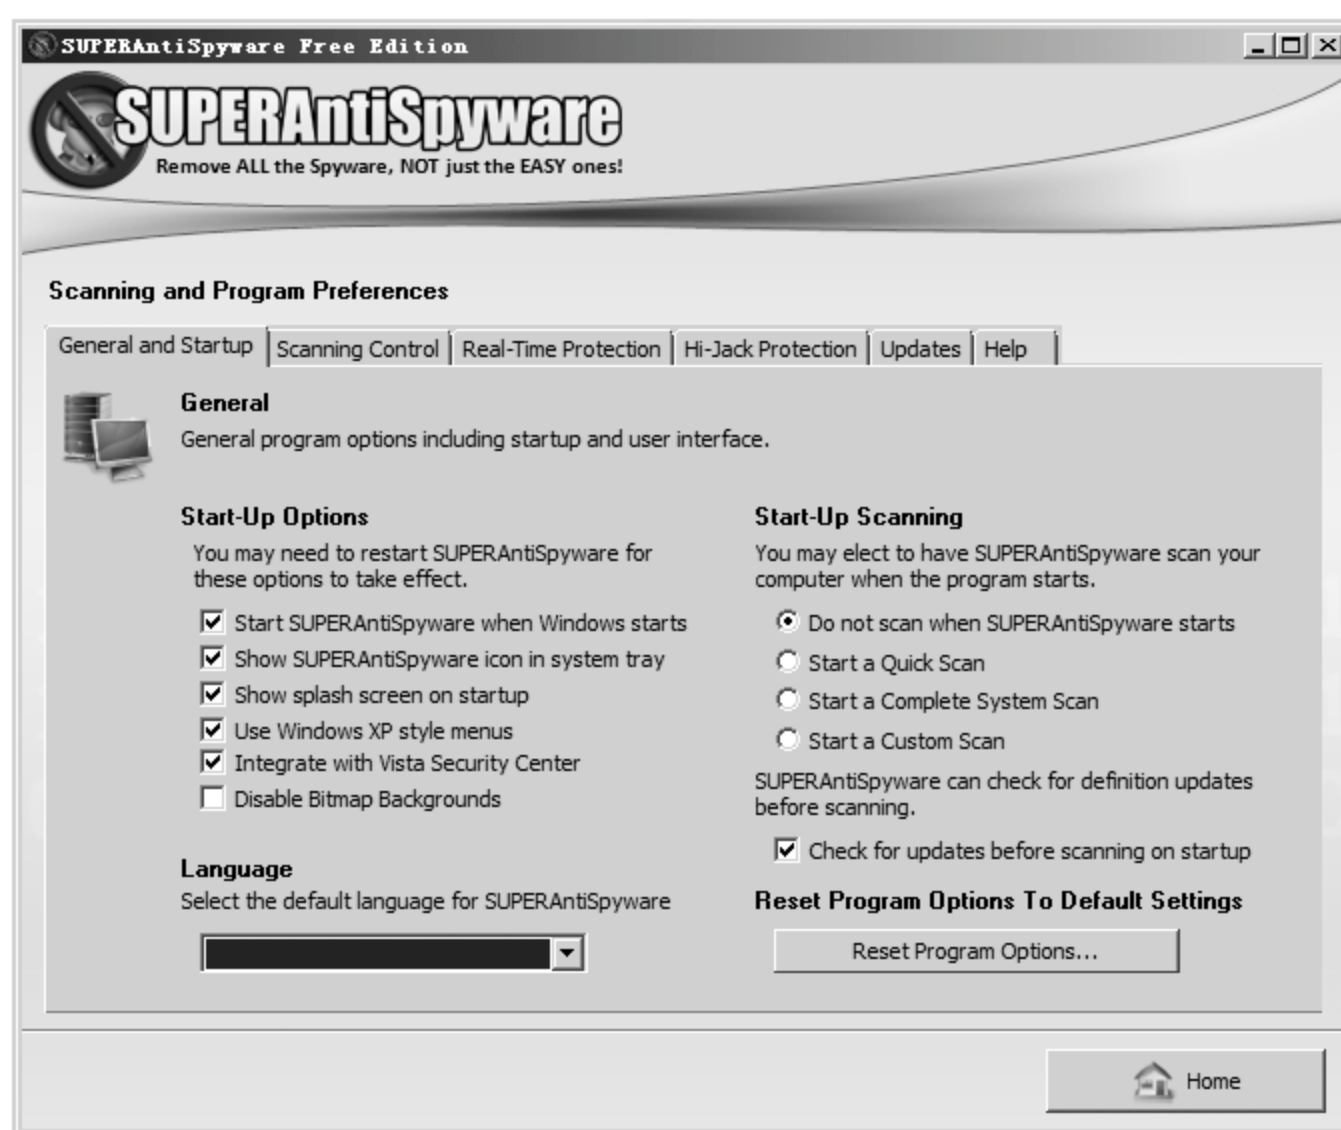 SUPERAntiSpyware Free Edition
SUPERAntiSpyware
Remove ALL the Spyware, NOT just the EASY ones!
Scanning and Program Preferences
General and Startup Scanning Control Real-Time Protection Hi-Jack Protection Updates Help
General
General program options including startup and user interface.
Start-Up Options
You may need to restart SUPERAntiSpyware for
these options to take effect.
Start SUPERAntiSpyware when Windows starts
Show SUPERAntiSpyware icon in system tray
Show splash screen on startup
Use Windows XP style menus
Integrate with Vista Security Center
Disable Bitmap Backgrounds
Language
Select the default language for SUPERAntiSpyware
Start-Up Scanning
You may elect to have SUPERAntiSpyware scan your
computer when the program starts.
Do not scan when SUPERAntiSpyware starts
Start a Quick Scan
Start a Complete System Scan
Start a Custom Scan
SUPERAntiSpyware can check for definition updates
before scanning.
Check for updates before scanning on startup
Reset Program Options To Default Settings
Reset Program Options...
Home